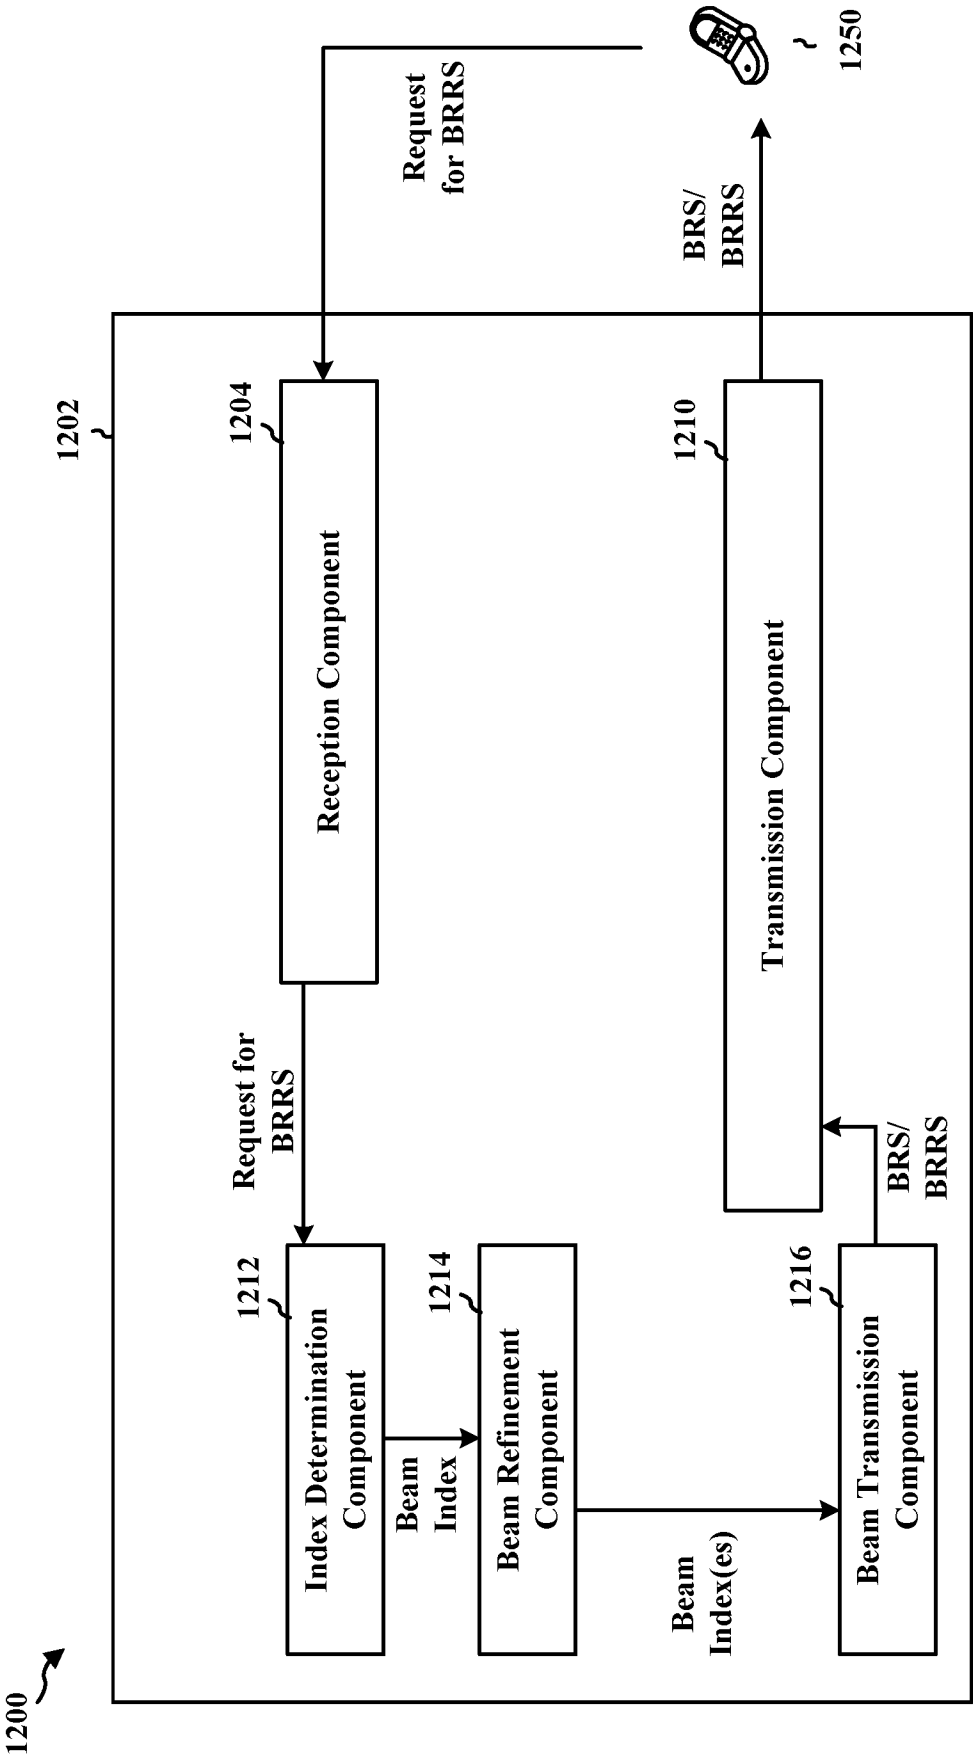 1200
1202
Request for
BRRS
1204
Reception Component
Request
for BRRS
1212
Index Determination
Component
Beam
Index
1214
Beam Refinement
Component
Beam
Index(es)
1216
Beam Transmission
Component
BRS/
BRRS
1210
Transmission Component
BRS/
BRRS
1250